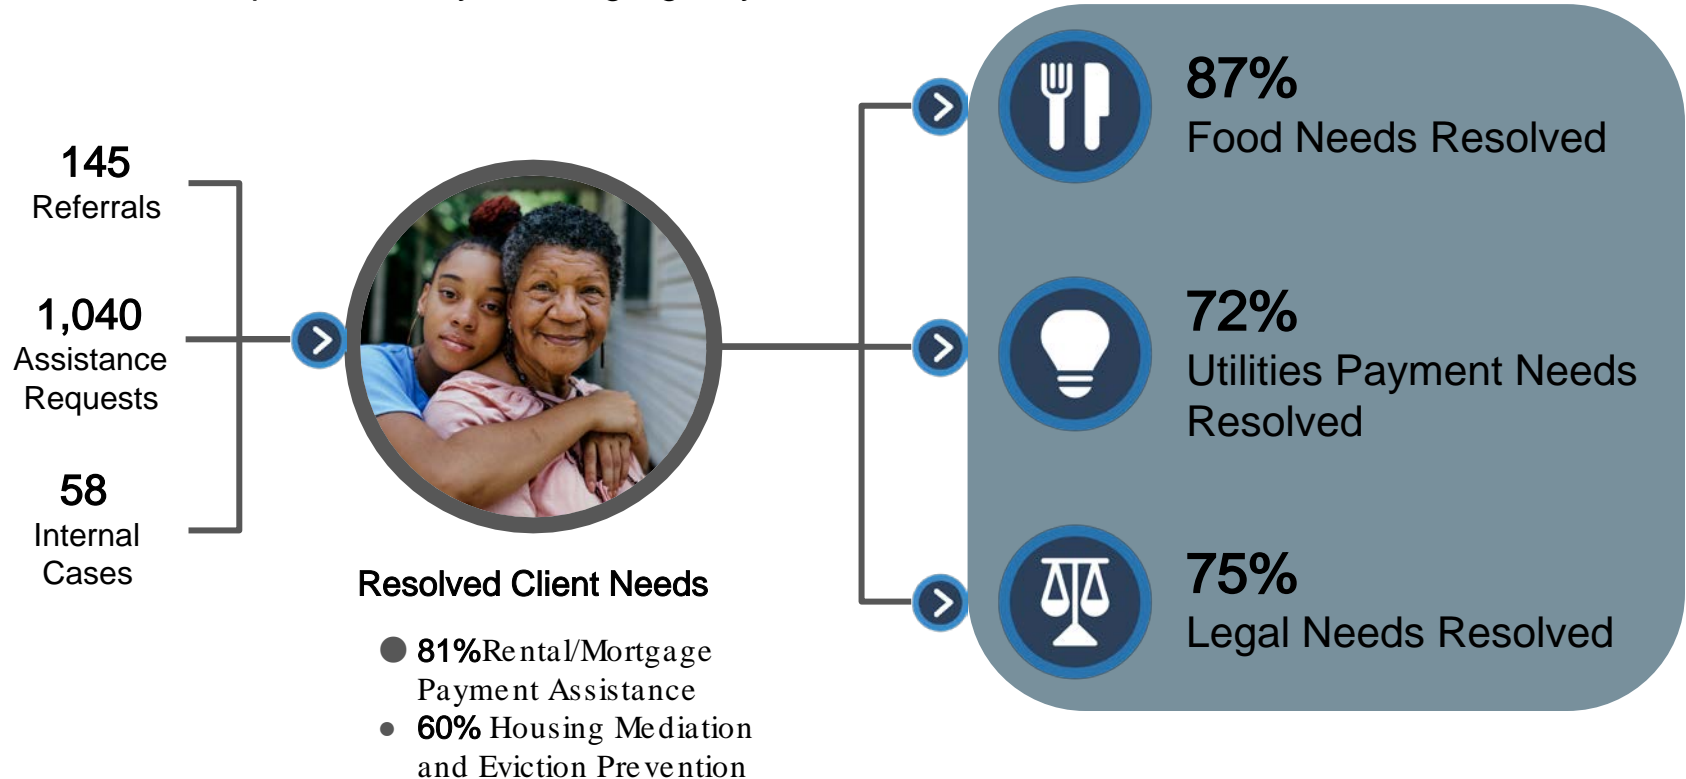 145
Referrals
1,040
Assistance
Requests
58
Internal
Cases
Resolved Client Needs
81%Rental/Mortgage
Payment Assistance
60% Housing Mediation
and Eviction Prevention
87%
Food Needs Resolved
72%
Utilities Payment Needs
Resolved
75%
Legal Needs Resolved